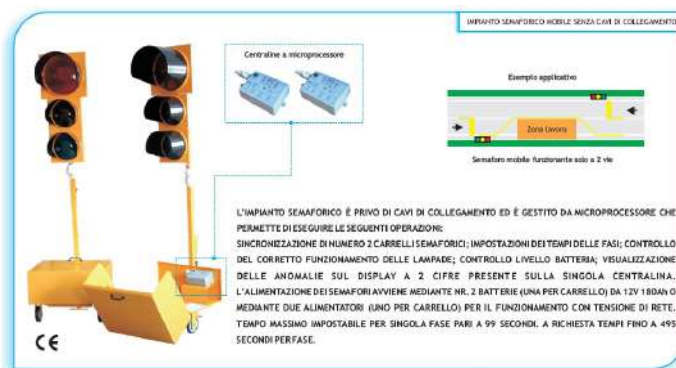 IMPIANTO SEMAFORICO MOBILE SENZA CAVI DI COLLEGAMENTO
Centraline a microprocessore
Esempio applicativo
Zona lavoro
Semaforo mobile funzionante solo a 2 vie
L'IMPIANTO SEMAFORICO È PRIVO DI CAVI DI COLLEGAMENTO ED È GESTITO DA MICROPROCESSORE CHE
PERMETTE DI ESEGUIRE LE SEGUENTI OPERAZIONI:
SINCRONIZZAZIONE DI NUMERO 2 CARRELLI SEMAFORICI; IMPOSTAZIONI DEI TEMPI DELLE FASI; CONTROLLO
DEL CORRETTO FUNZIONAMENTO DELLE LAMPADE; CONTROLLO LIVELLO BATTERIA; VISUALIZZAZIONE
DELLE ANOMALIE SUL DISPLAY A 2 CIFRE PRESENTE SULLA SINGOLA CENTRALINA.
L'ALIMENTAZIONE DEI SEMAFORI AVVIENE MEDIANTE NR. 2 BATTERIE (UNA PER CARRELLO) DA 12V 180Ah O
MEDIANTE DUE ALIMENTATORI (UNO PER CARRELLO) PER IL FUNZIONAMENTO CON TENSIONE DI RETE.
TEMPO MASSIMO IMPOSTABILE PER SINGOLA FASE PARI A 99 SECONDI. A RICHIESTA TEMPI FINO A 495
SECONDI PER FASE.
CE